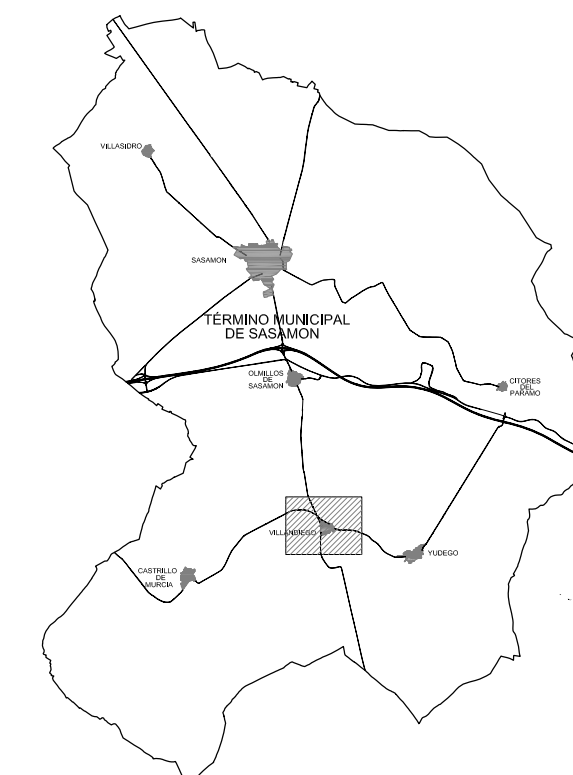 VILLASIDRO
SASAMON
TÉRMINO MUNICIPAL
DE SASAMON
OLMILLOS
DE
SASAMON
CITORES
DEL
PARAMO
VILLANDIEGO
YUDEGO
CASTRILLO
DE
MURCIA